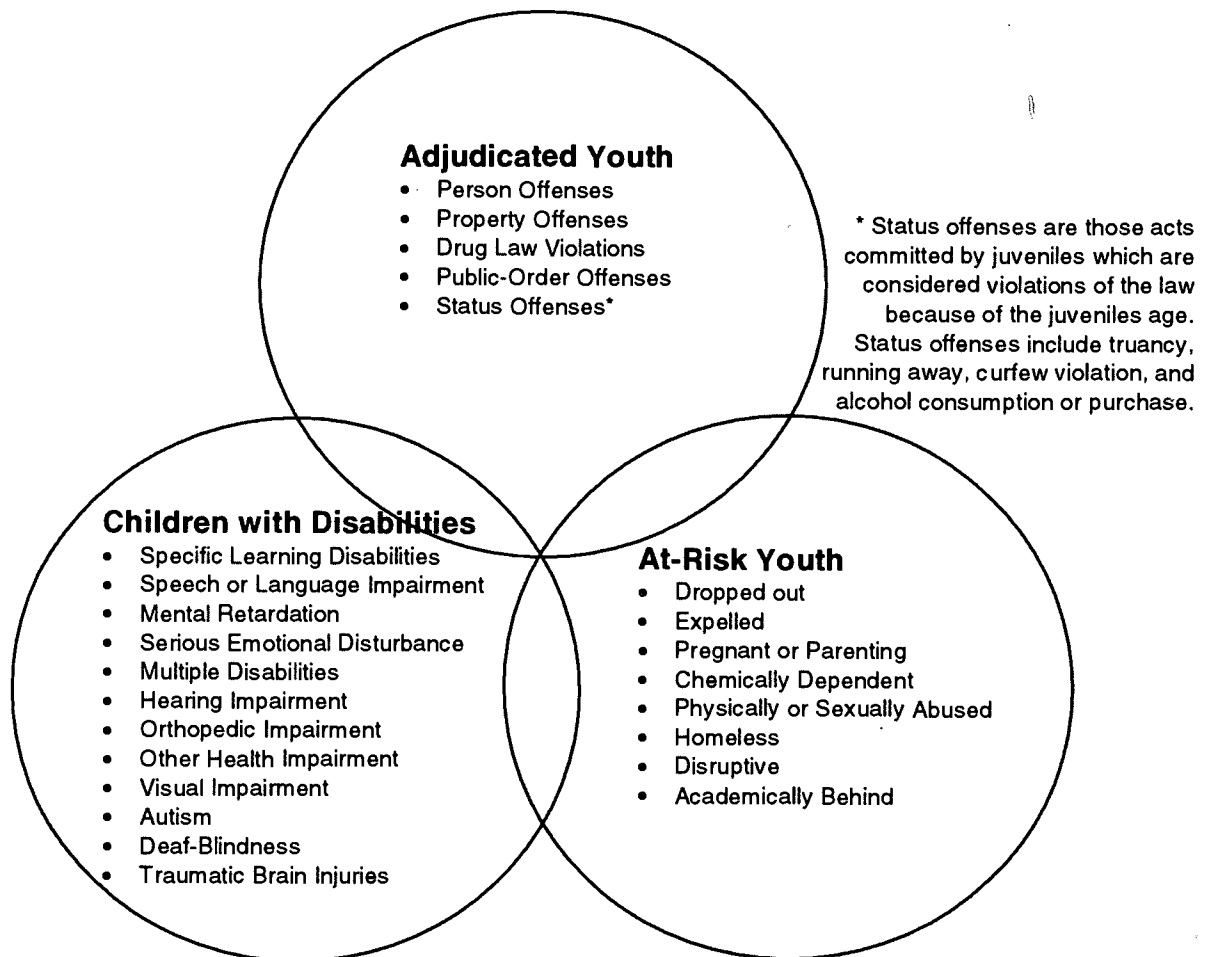 Adjudicated Youth
• Person Offenses
• Property Offenses
• Drug Law Violations
• Public-Order Offenses
• Status Offenses*
* Status offenses are those acts
committed by juveniles which are
considered violations of the law
because of the juveniles age.
Status offenses include truancy,
running away, curfew violation, and
alcohol consumption or purchase.
Children with Disabilities
• Specific Learning Disabilities
• Speech or Language Impairment
• Mental Retardation
• Serious Emotional Disturbance
• Multiple Disabilities
• Hearing Impairment
• Orthopedic Impairment
• Other Health Impairment
• Visual Impairment
• Autism
• Deaf-Blindness
• Traumatic Brain Injuries
At-Risk Youth
• Dropped out
• Expelled
• Pregnant or Parenting
• Chemically Dependent
• Physically or Sexually Abused
• Homeless
• Disruptive
• Academically Behind